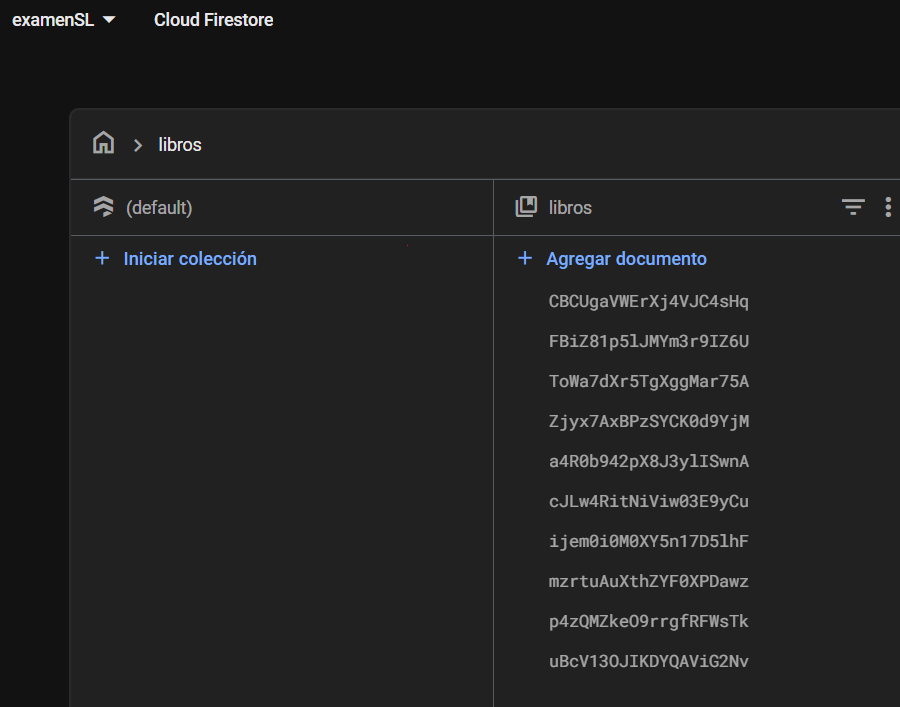 examenSL Cloud Firestore
libros
(default)
libros
Iniciar colección
Agregar documento
CBCUgaVWErXj4VJC4sHq
FBiZ81p5lJMYm3r9IZ6U
ToWa7dXr5TgXggMar75A
Zjyx7AxBPzSYCK0d9YjM
a4R0b942pX8J3ylISwnA
cJLw4RitNiViw03E9yCu
ijem0i0M0XY5n17D5lhF
mzrtuAuXthZYF0XPDawz
p4zQMZkeO9rrgfRFWsTk
uBcV13OJIKDYQAViG2Nv